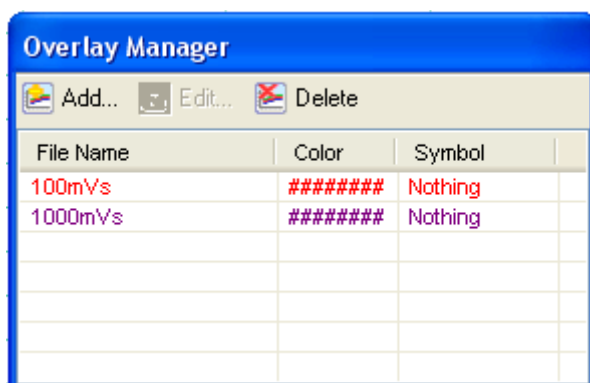 Overlay Manager
Add... Edit... Delete
File Name Color Symbol
100mVs ######## Nothing
1000mVs ######## Nothing